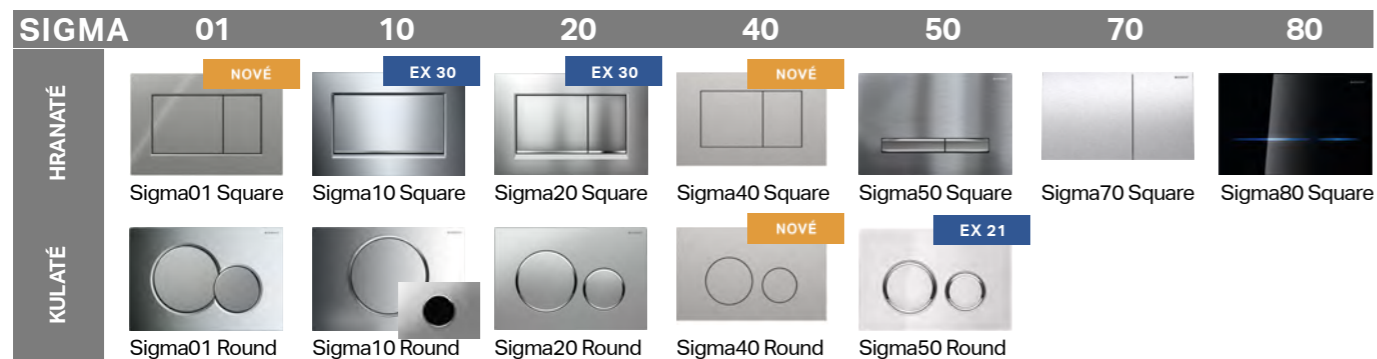 SIGMA 01 10 20 40 50 70 80
HRANATÉ
NOVÉ EX 30 EX 30 NOVÉ
Sigma01 Square Sigma10 Square Sigma20 Square Sigma40 Square Sigma50 Square Sigma70 Square Sigma80 Square
KULATÉ
NOVÉ EX 21
Sigma01 Round Sigma10 Round Sigma20 Round Sigma40 Round Sigma50 Round